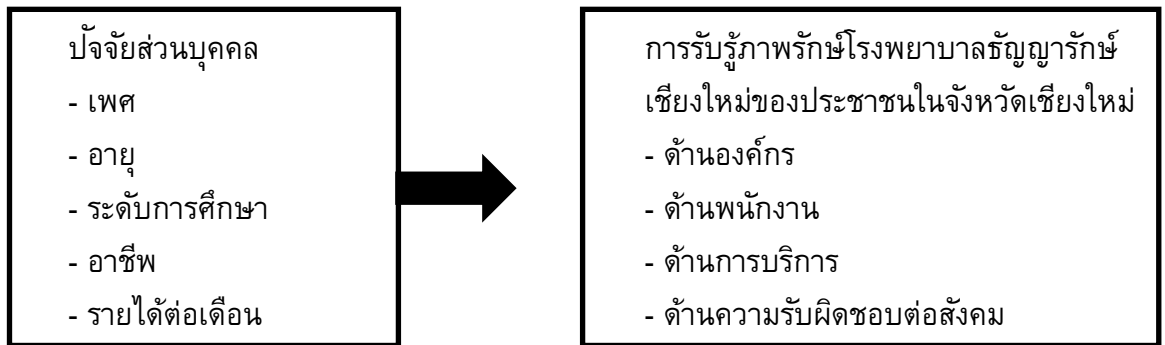 ปัจจัยส่วนบุคคล
- เพศ
- อายุ
- ระดับการศึกษา
- อาชีพ
- รายได้ต่อเดือน
การรับรู้ภาพรักษ์โรงพยาบาลธัญญารักษ์
เชียงใหม่ของประชาชนในจังหวัดเชียงใหม่
- ด้านองค์กร
- ด้านพนักงาน
- ด้านการบริการ
- ด้านความรับผิดชอบต่อสังคม